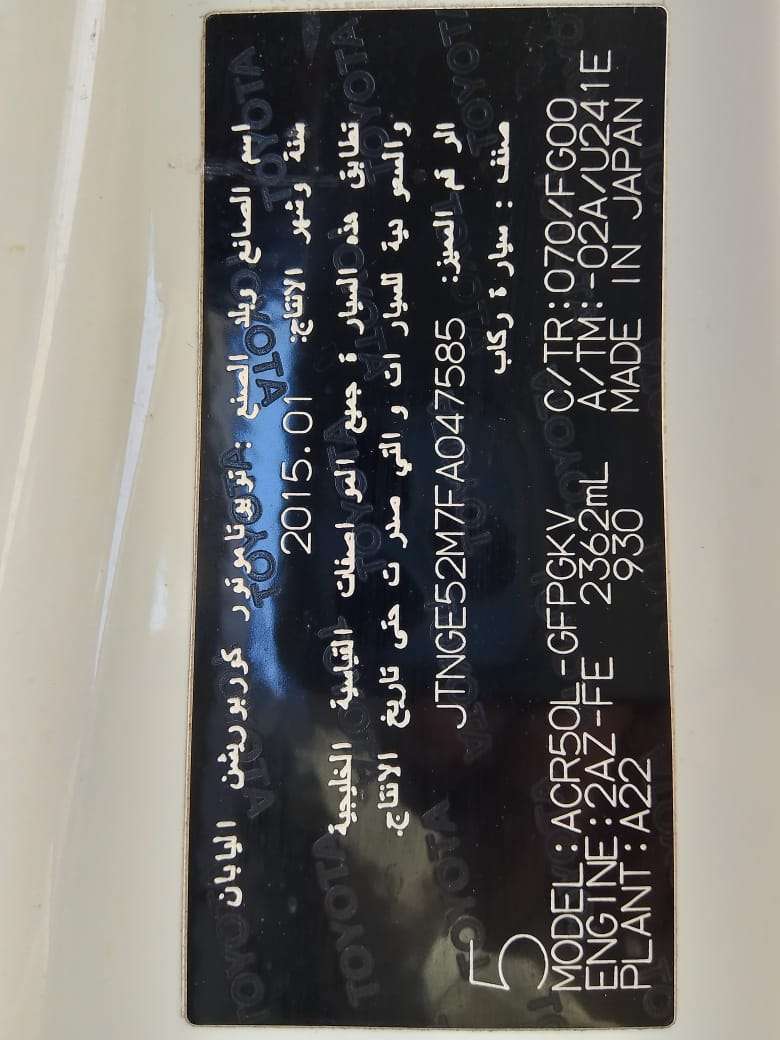 اسم الصانع وبلد الصنع : تويوتا موتور كوربوريشن اليابان
سنة وشهر الانتاج: 2015.01
تطابق هذه السيارة جميع المواصفات القياسية الخليجية
والسعودية للسيارات والتي صدرت حتى تاريخ الانتاج.
الرقم المميز: JTNGE52M7FA047585
صنف : سيارة ركاب
5
MODEL:ACR50L-GFPGKV C/TR:070/FG00
ENGINE:2AZ-FE 2362mL A/TM:-02A/U241E
PLANT:A22 930 MADE IN JAPAN
TOYOTA